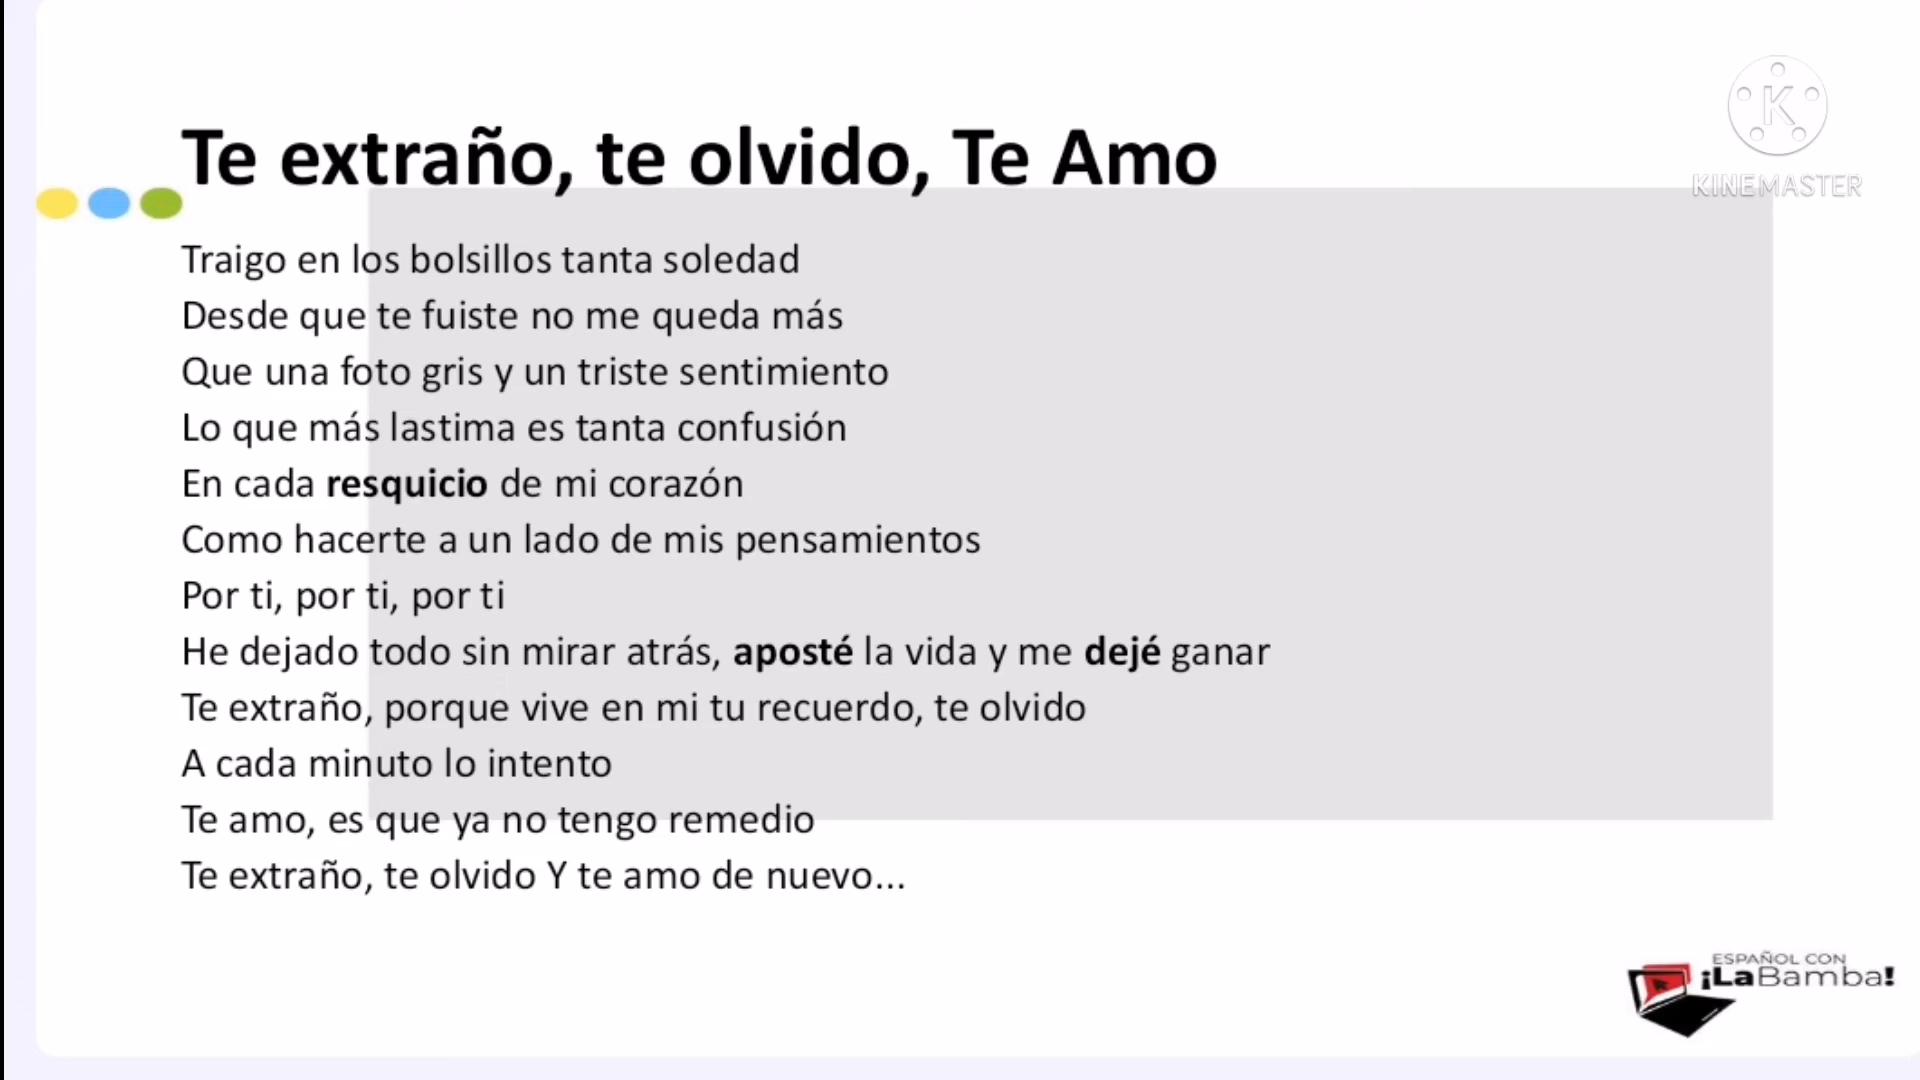 Te extraño, te olvido, Te Amo
K
KINEMASTER
Traigo en los bolsillos tanta soledad
Desde que te fuiste no me queda más
Que una foto gris y un triste sentimiento
Lo que más lastima es tanta confusión
En cada resquicio de mi corazón
Como hacerte a un lado de mis pensamientos
Por ti, por ti, por ti
He dejado todo sin mirar atrás, aposté la vida y me dejé ganar
Te extraño, porque vive en mi tu recuerdo, te olvido
A cada minuto lo intento
Te amo, es que ya no tengo remedio
Te extraño, te olvido Y te amo de nuevo...
ESPAÑOL CON
¡LaBamba!